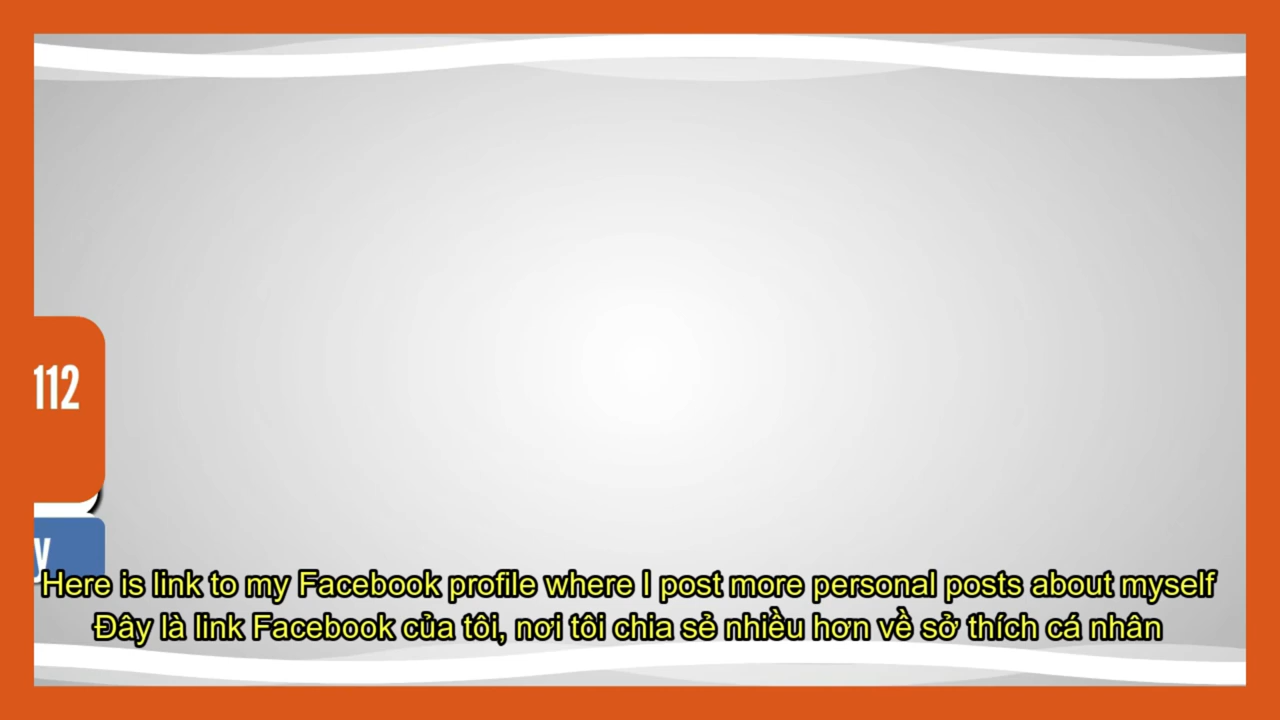 112
y
Here is link to my Facebook profile where I post more personal posts about myself
Đây là link Facebook của tôi, nơi tôi chia sẻ nhiều hơn về sở thích cá nhân